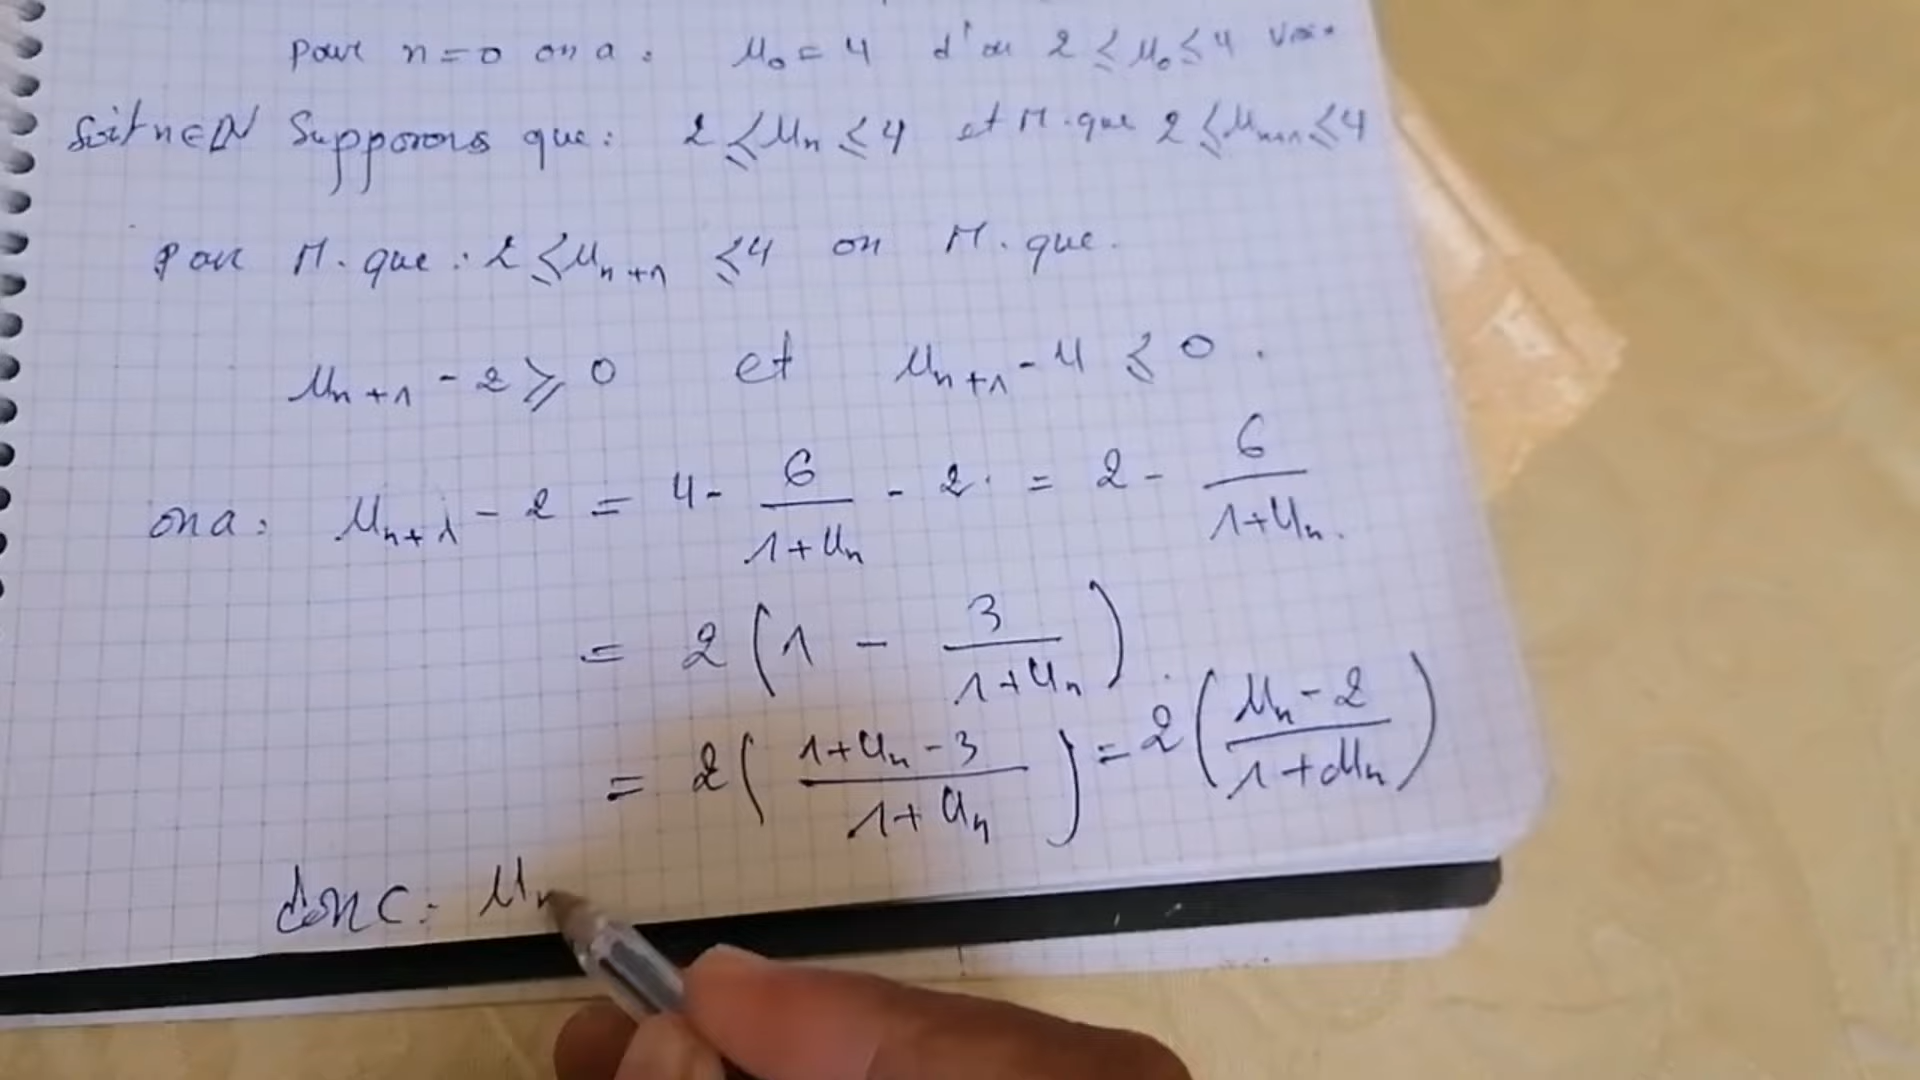 pour n=0 on a : u₀ = 4 d'où 2 ≤ u₀ ≤ 4
Soit n∈ℕ Supposons que : 2 ≤ uₙ ≤ 4 et M.que 2 ≤ uₙ₊₁ ≤ 4
pour M.que : 2 ≤ uₙ₊₁ ≤ 4 on M.que.
uₙ₊₁ - 2 ≥ 0 et uₙ₊₁ - 4 ≤ 0 .
on a : uₙ₊₁ - 2 = 4 - 6/(1+uₙ) - 2 . = 2 - 6/(1+uₙ) .
= 2(1 - 3/(1+uₙ)) .
= 2((1+uₙ-3)/(1+uₙ)) = 2((uₙ-2)/(1+uₙ))
donc : uₙ